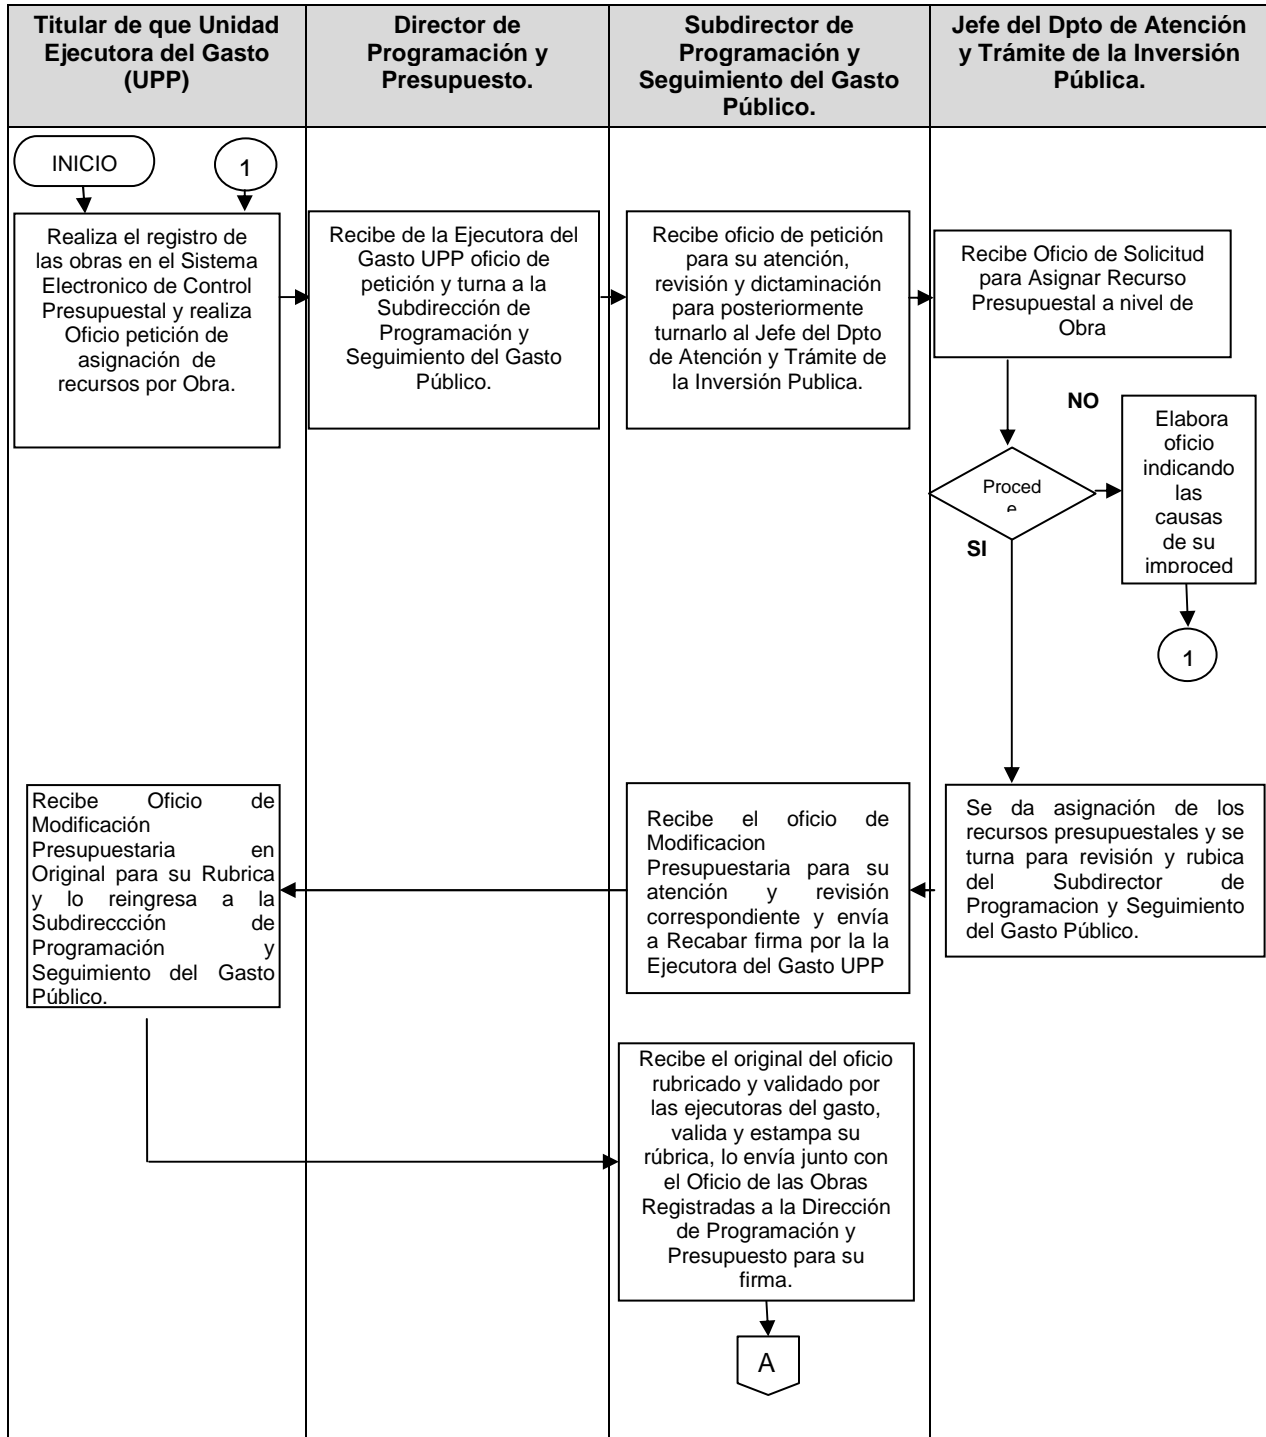 Titular de que Unidad
Ejecutora del Gasto
(UPP)
Director de
Programación y
Presupuesto.
Subdirector de
Programación y
Seguimiento del Gasto
Público.
Jefe del Dpto de Atención
y Trámite de la Inversión
Pública.
INICIO
1
Realiza el registro de
las obras en el Sistema
Electronico de Control
Presupuestal y realiza
Oficio petición de
asignación de
recursos por Obra.
Recibe de la Ejecutora del
Gasto UPP oficio de
petición y turna a la
Subdirección de
Programación y
Seguimiento del Gasto
Público.
Recibe oficio de petición
para su atención,
revisión y dictaminación
para posteriormente
turnarlo al Jefe del Dpto
de Atención y Trámite de
la Inversión Publica.
Recibe Oficio de Solicitud
para Asignar Recurso
Presupuestal a nivel de
Obra
NO
Proced
e
SI
Elabora
oficio
indicando
las
causas
de su
improced
1
Recibe Oficio de
Modificación
Presupuestaria en
Original para su Rubrica
y lo reingresa a la
Subdireccción de
Programación y
Seguimiento del Gasto
Público.
Recibe el oficio de
Modificacion
Presupuestaria para su
atención y revisión
correspondiente y envía
a Recabar firma por la la
Ejecutora del Gasto UPP
Se da asignación de los
recursos presupuestales y se
turna para revisión y rubica
del Subdirector de
Programacion y Seguimiento
del Gasto Público.
Recibe el original del oficio
rubricado y validado por
las ejecutoras del gasto,
valida y estampa su
rúbrica, lo envía junto con
el Oficio de las Obras
Registradas a la Dirección
de Programación y
Presupuesto para su
firma.
A